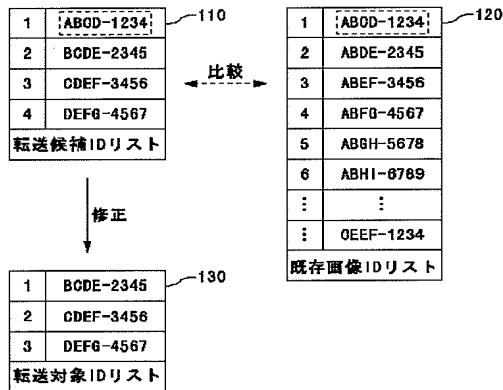 110
1 ABCD-1234
2 BCDE-2345
3 CDEF-3456
4 DEFG-4567
転送候補IDリスト
比較
120
1 ABCD-1234
2 ABDE-2345
3 ABEF-3456
4 ABFG-4567
5 ABGH-5678
6 ABHI-6789
⋮ ⋮
⋮ GEEF-1234
既存画像IDリスト
修正
130
1 BCDE-2345
2 CDEF-3456
3 DEFG-4567
転送対象IDリスト